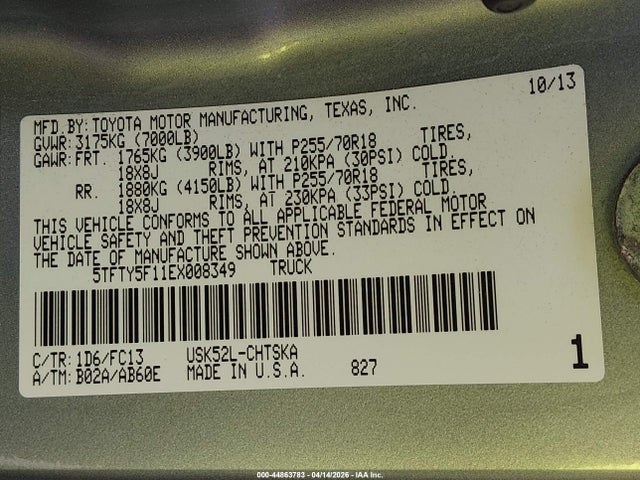 10/13
MFD.BY:TOYOTA MOTOR MANUFACTURING, TEXAS, INC.
GVWR:3175KG (7000LB)
GAWR:FRT. 1765KG (3900LB) WITH P255/70R18 TIRES,
18X8J RIMS, AT 210KPA (30PSI) COLD.
RR. 1880KG (4150LB) WITH P255/70R18 TIRES,
18X8J RIMS, AT 230KPA (33PSI) COLD.
THIS VEHICLE CONFORMS TO ALL APPLICABLE FEDERAL MOTOR
VEHICLE SAFETY AND THEFT PREVENTION STANDARDS IN EFFECT ON
THE DATE OF MANUFACTURE SHOWN ABOVE.
5TFTY5F11EX008349 TRUCK
C/TR:1D6/FC13 USK52L-CHTSKA
A/TM:B02A/AB60E MADE IN U.S.A. 827
1
000-44863783 - 04/14/2026 - IAA Inc.